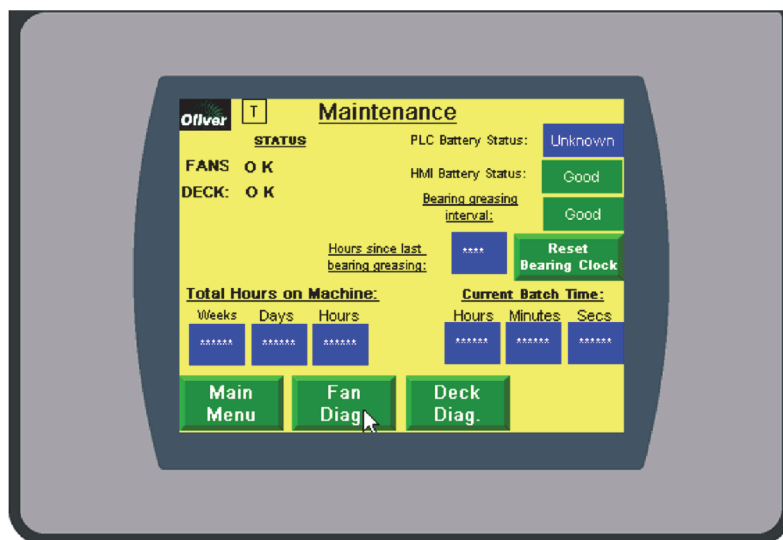 Oliver
T
Maintenance
STATUS
FANS O K
DECK: O K
PLC Battery Status: Unknown
HMI Battery Status: Good
Bearing greasing
interval: Good
Hours since last
bearing greasing: ****
Reset
Bearing Clock
Total Hours on Machine:
Weeks Days Hours
****** ****** ******
Current Batch Time:
Hours Minutes Secs
****** ****** ******
Main
Menu
Fan
Diag.
Deck
Diag.